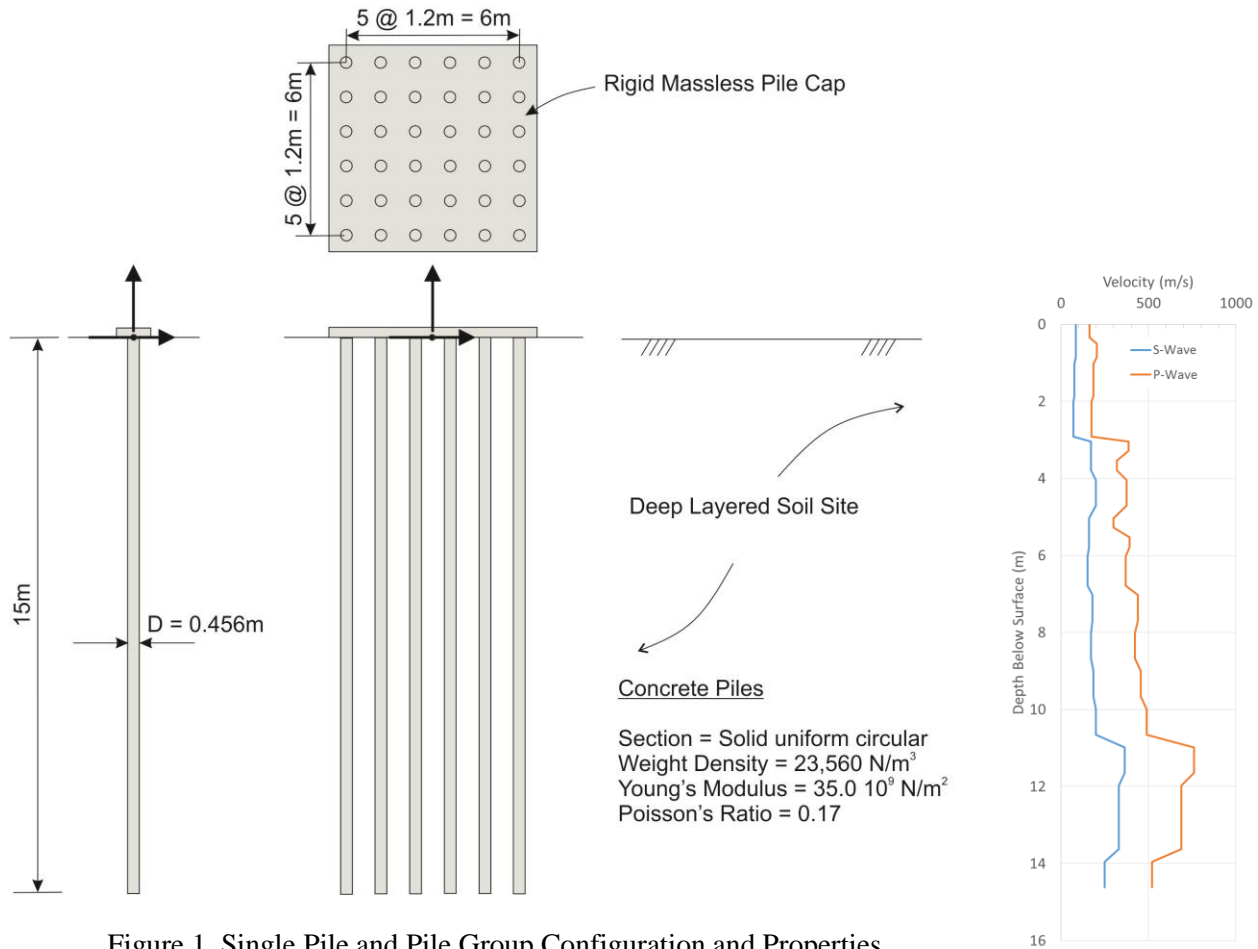 5 @ 1.2m = 6m
5 @ 1.2m = 6m
Rigid Massless Pile Cap
15m
D = 0.456m
Deep Layered Soil Site
Concrete Piles
Section = Solid uniform circular
Weight Density = 23,560 N/m³
Young's Modulus = 35.0 10⁹ N/m²
Poisson's Ratio = 0.17
Velocity (m/s)
0 500 1000
S-Wave
P-Wave
Depth Below Surface (m)
0
2
4
6
8
10
12
14
16
Figure 1. Single Pile and Pile Group Configuration and Properties